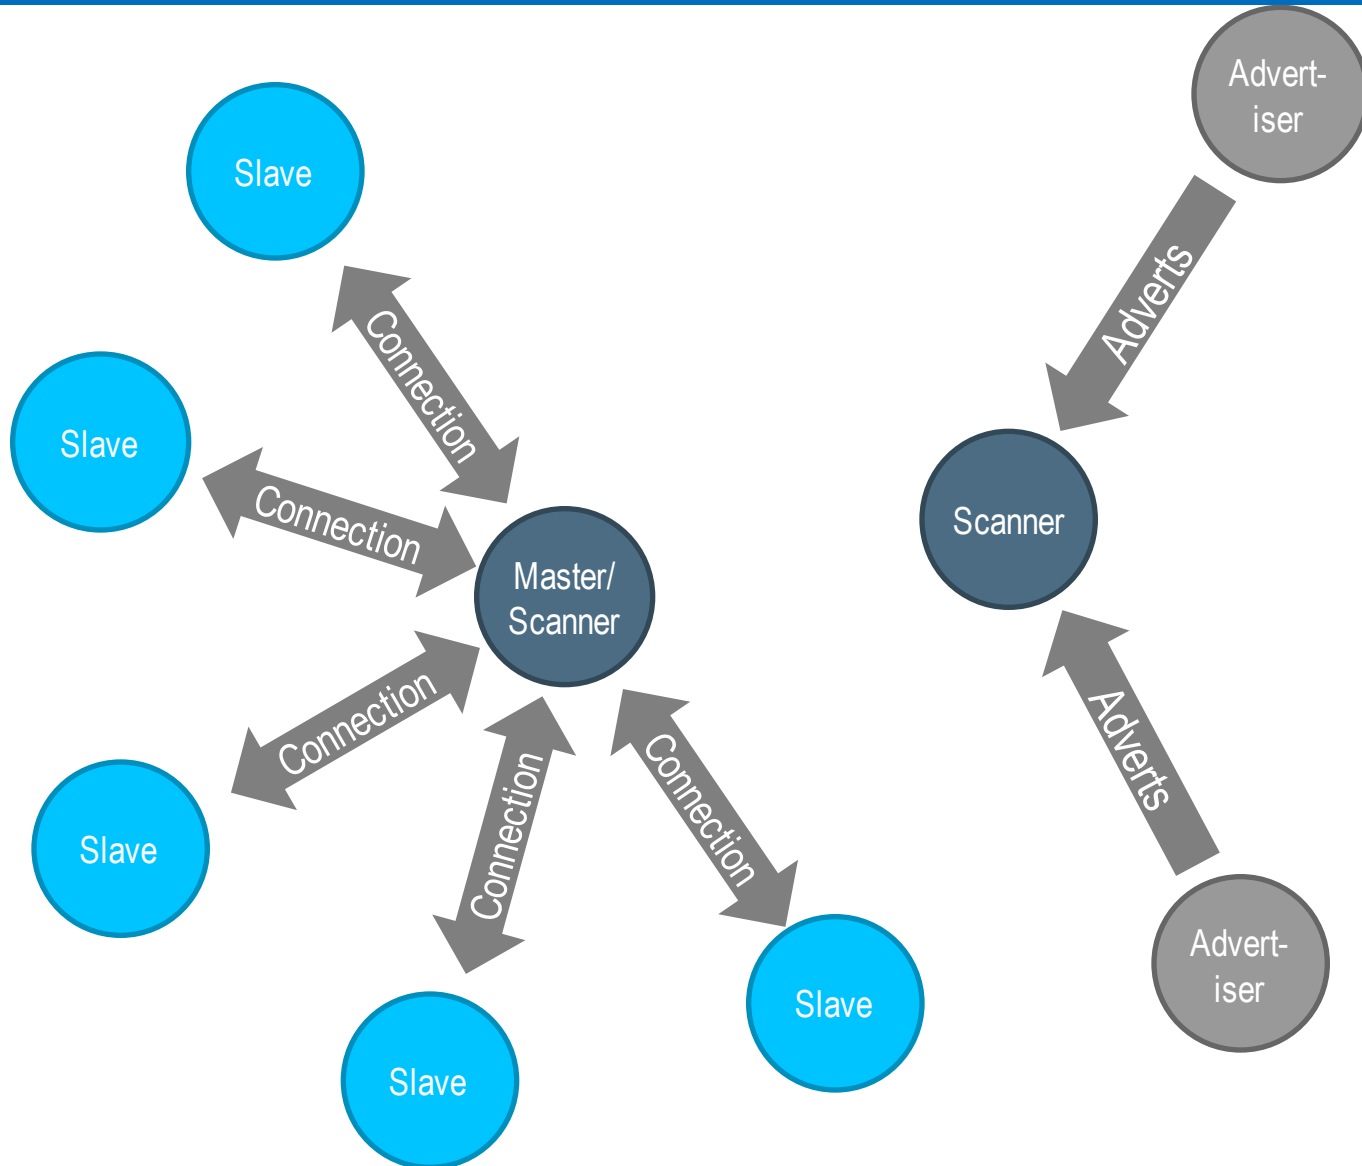 Advert-
iser
Slave
Adverts
Connection
Slave
Connection
Scanner
Master/
Scanner
Connection
Adverts
Connection
Connection
Slave
Advert-
iser
Slave
Slave